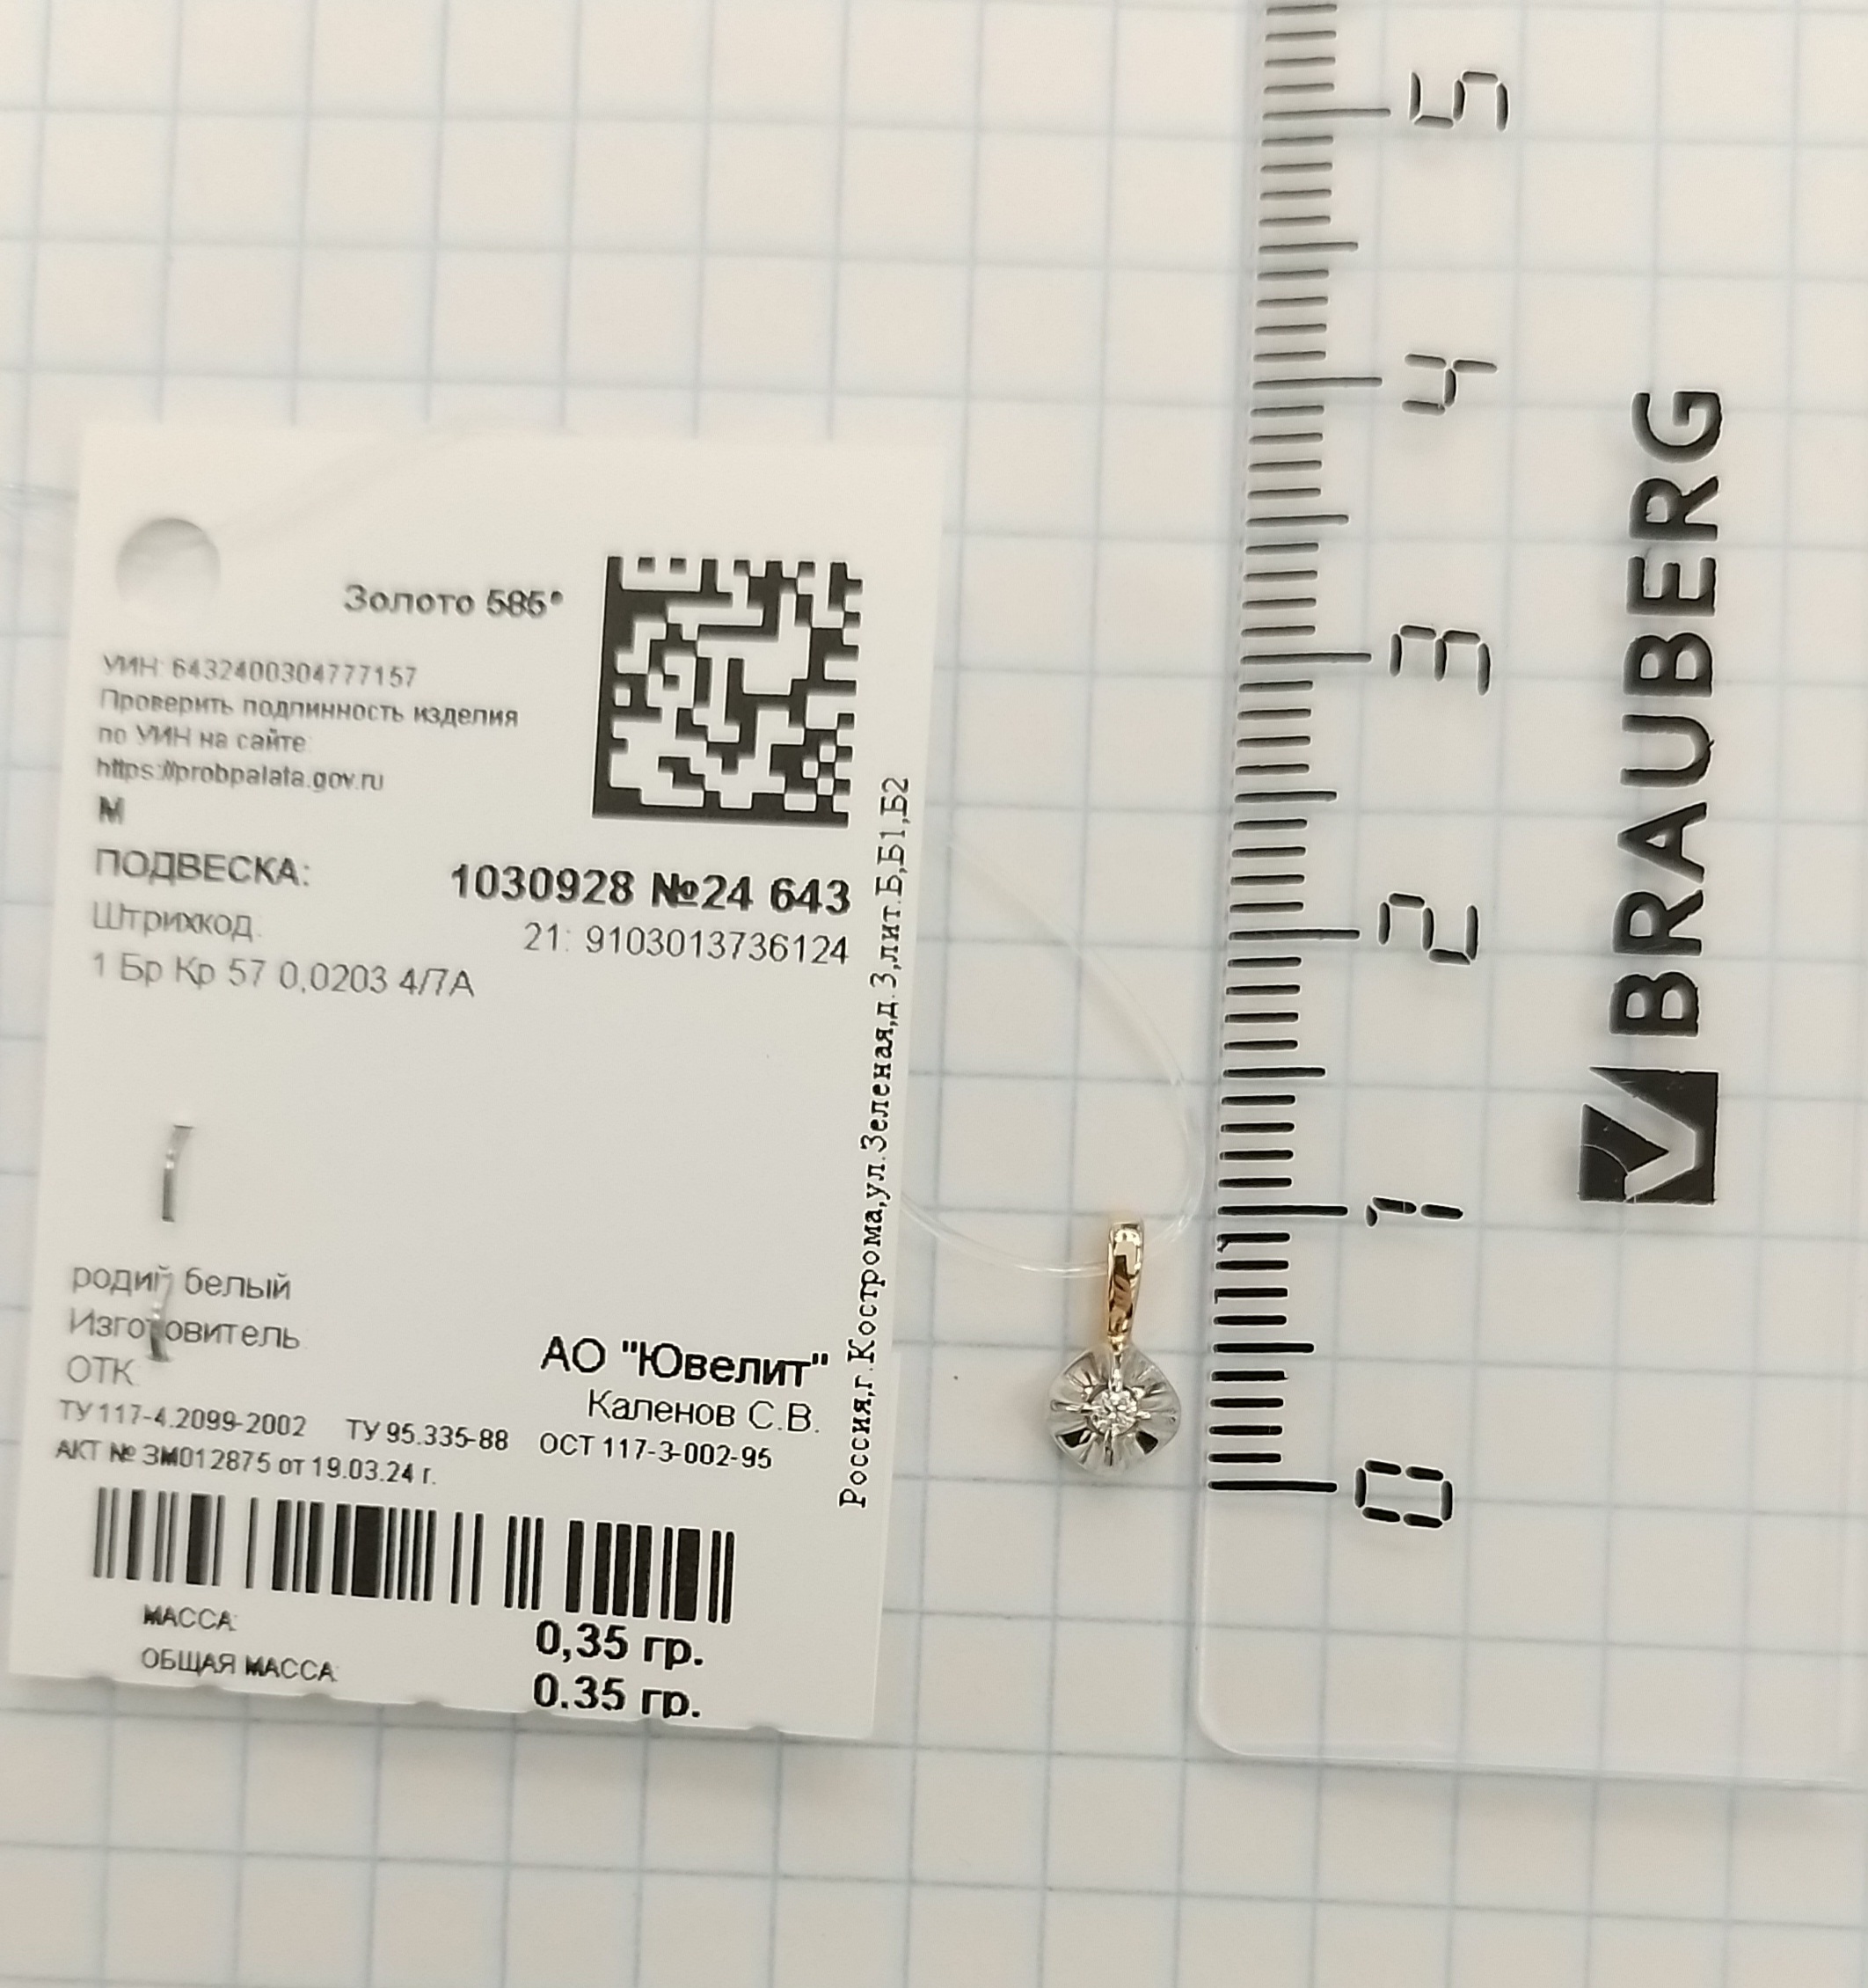 Золото 585°
УИН: 6432400304777157
Проверить подлинность изделия
по УИН на сайте:
https://probpalata.gov.ru
М
ПОДВЕСКА: 1030928 №24 643
Штрихкод: 21: 9103013736124
1 Бр Кр 57 0,0203 4/7А
родий белый
Изготовитель АО "Ювелит"
ОТК Каленов С.В.
ТУ 117-4.2099-2002 ТУ 95.335-88 ОСТ 117-3-002-95
АКТ № ЗМ012875 от 19.03.24 г.
МАССА: 0,35 гр.
ОБЩАЯ МАССА: 0.35 гр.
Россия,г.Кострома,ул.Зеленая,д.3,лит.Б,Б1,Б2
5
4
3
2
1
0
BRAUBERG